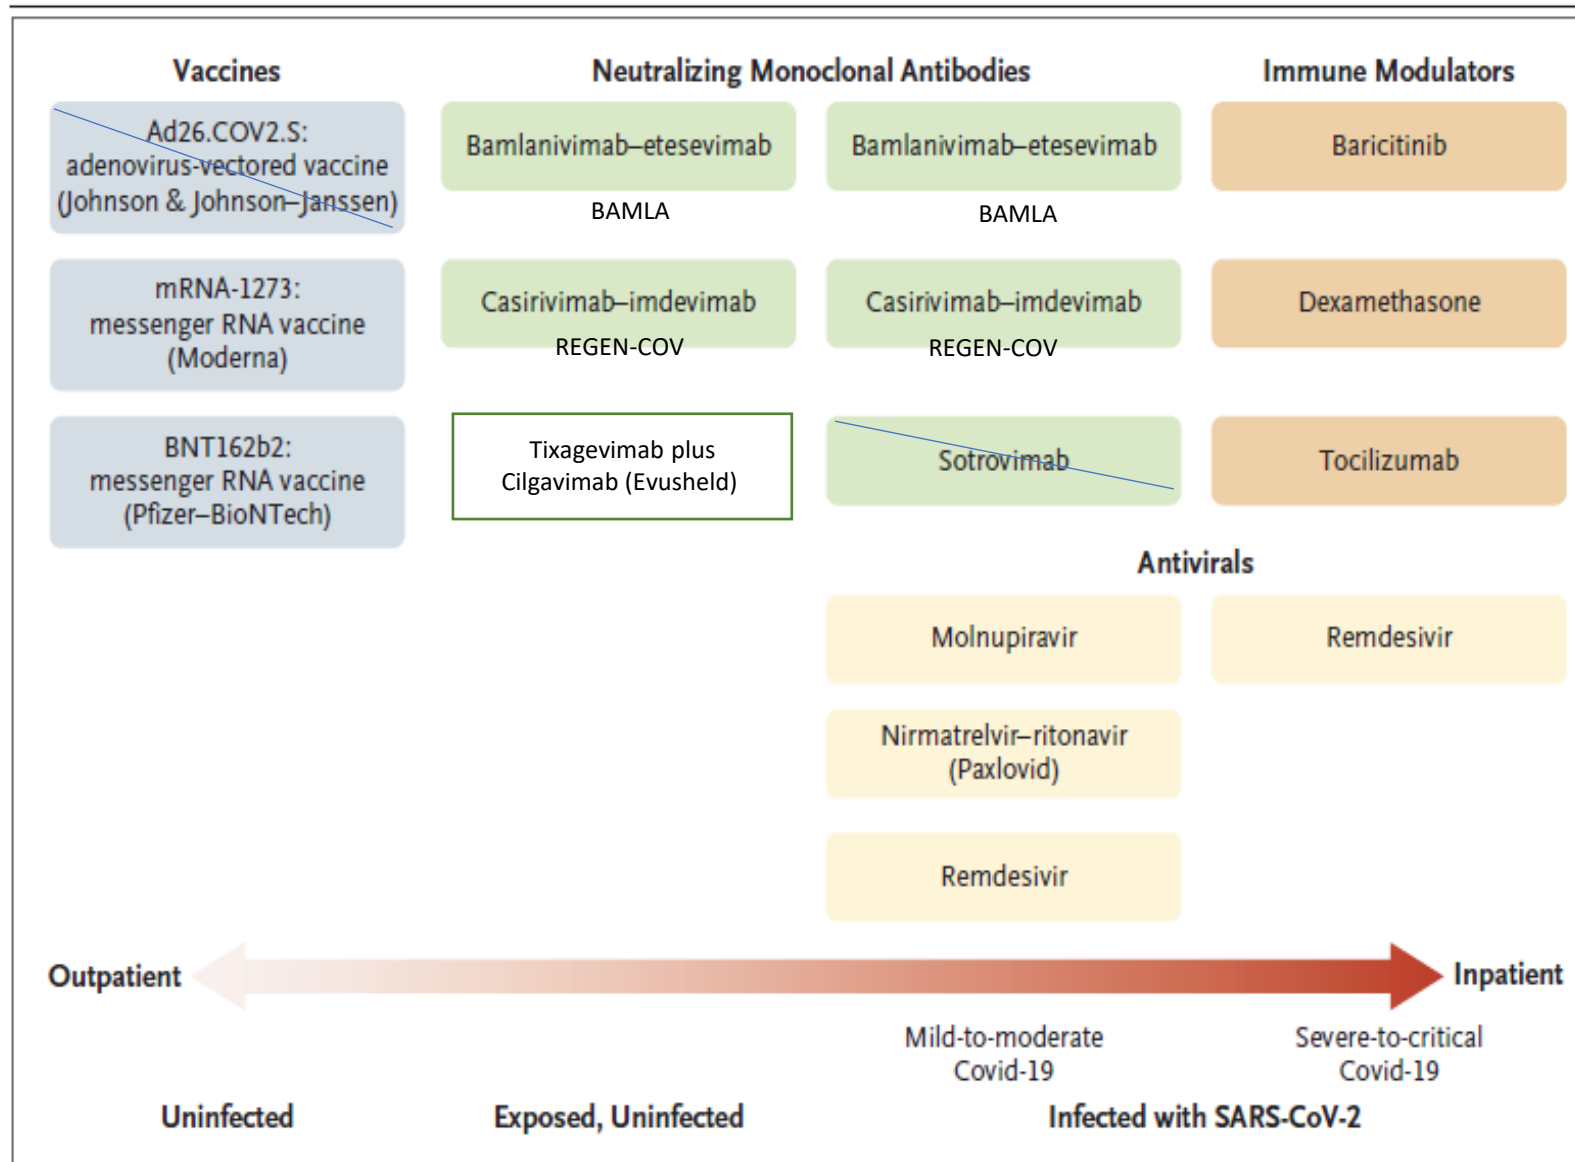 Vaccines
Neutralizing Monoclonal Antibodies
Immune Modulators
Ad26.COV2.S:
adenovirus-vectored vaccine
(Johnson & Johnson–Janssen)
Bamlanivimab–etesevimab
BAMLA
Bamlanivimab–etesevimab
BAMLA
Baricitinib
mRNA-1273:
messenger RNA vaccine
(Moderna)
Casirivimab–imdevimab
REGEN-COV
Casirivimab–imdevimab
REGEN-COV
Dexamethasone
BNT162b2:
messenger RNA vaccine
(Pfizer–BioNTech)
Tixagevimab plus
Cilgavimab (Evusheld)
Sotrovimab
Tocilizumab
Antivirals
Molnupiravir
Remdesivir
Nirmatrelvir–ritonavir
(Paxlovid)
Remdesivir
Outpatient
Inpatient
Mild-to-moderate
Covid-19
Severe-to-critical
Covid-19
Uninfected
Exposed, Uninfected
Infected with SARS-CoV-2